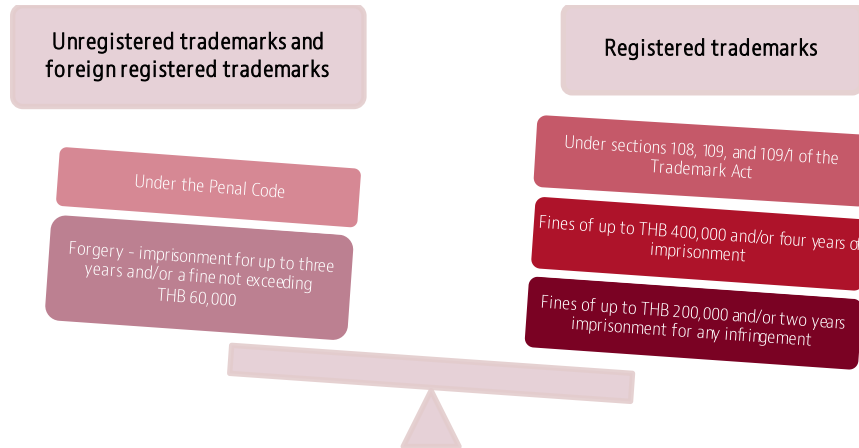 Unregistered trademarks and
foreign registered trademarks
Under the Penal Code
Forgery - imprisonment for up to three
years and/or a fine not exceeding
THB 60,000
Registered trademarks
Under sections 108, 109, and 109/1 of the
Trademark Act
Fines of up to THB 400,000 and/or four years
imprisonment
Fines of up to THB 200,000 and/or two years
imprisonment for any infringement